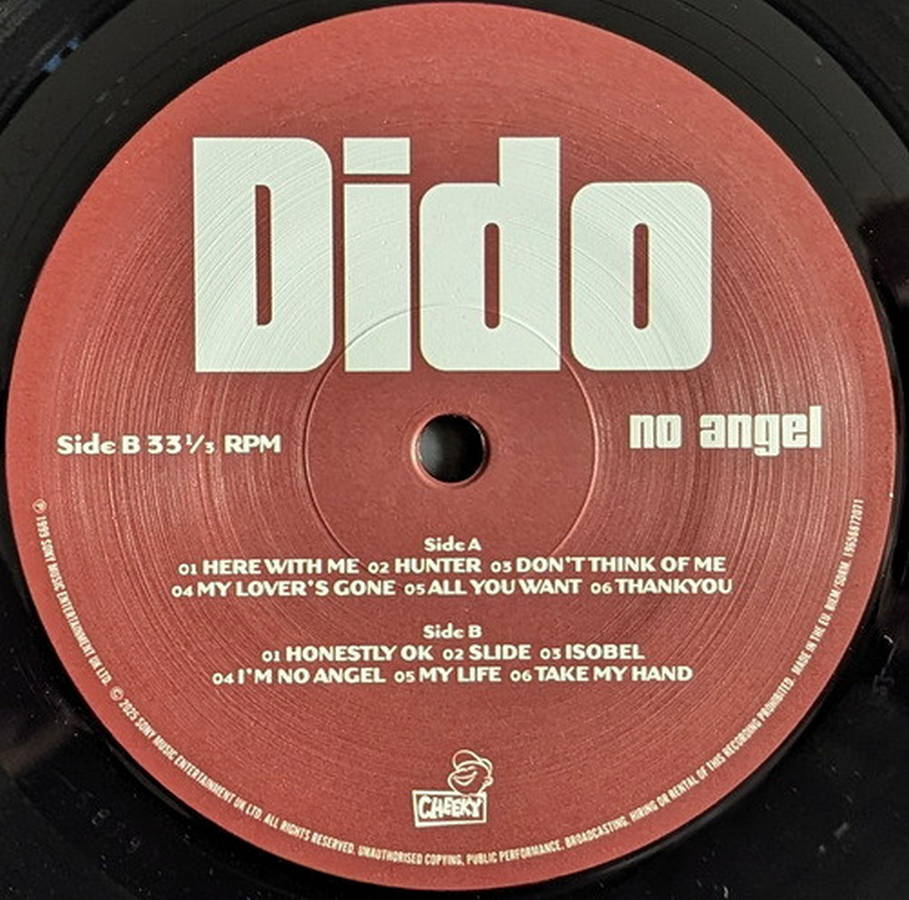 Dido
no angel
Side B 33⅓ RPM
Side A
01 HERE WITH ME 02 HUNTER 03 DON'T THINK OF ME
04 MY LOVER'S GONE 05 ALL YOU WANT 06 THANKYOU
Side B
01 HONESTLY OK 02 SLIDE 03 ISOBEL
04 I'M NO ANGEL 05 MY LIFE 06 TAKE MY HAND
CHEEKY
℗ 1999 SONY MUSIC ENTERTAINMENT UK LTD. © 2025 SONY MUSIC ENTERTAINMENT UK LTD. ALL RIGHTS RESERVED. UNAUTHORISED COPYING, PUBLIC PERFORMANCE, BROADCASTING, HIRING OR RENTAL OF THIS RECORDING PROHIBITED. MADE IN THE EU. BIEM/SDRM. 19658872071